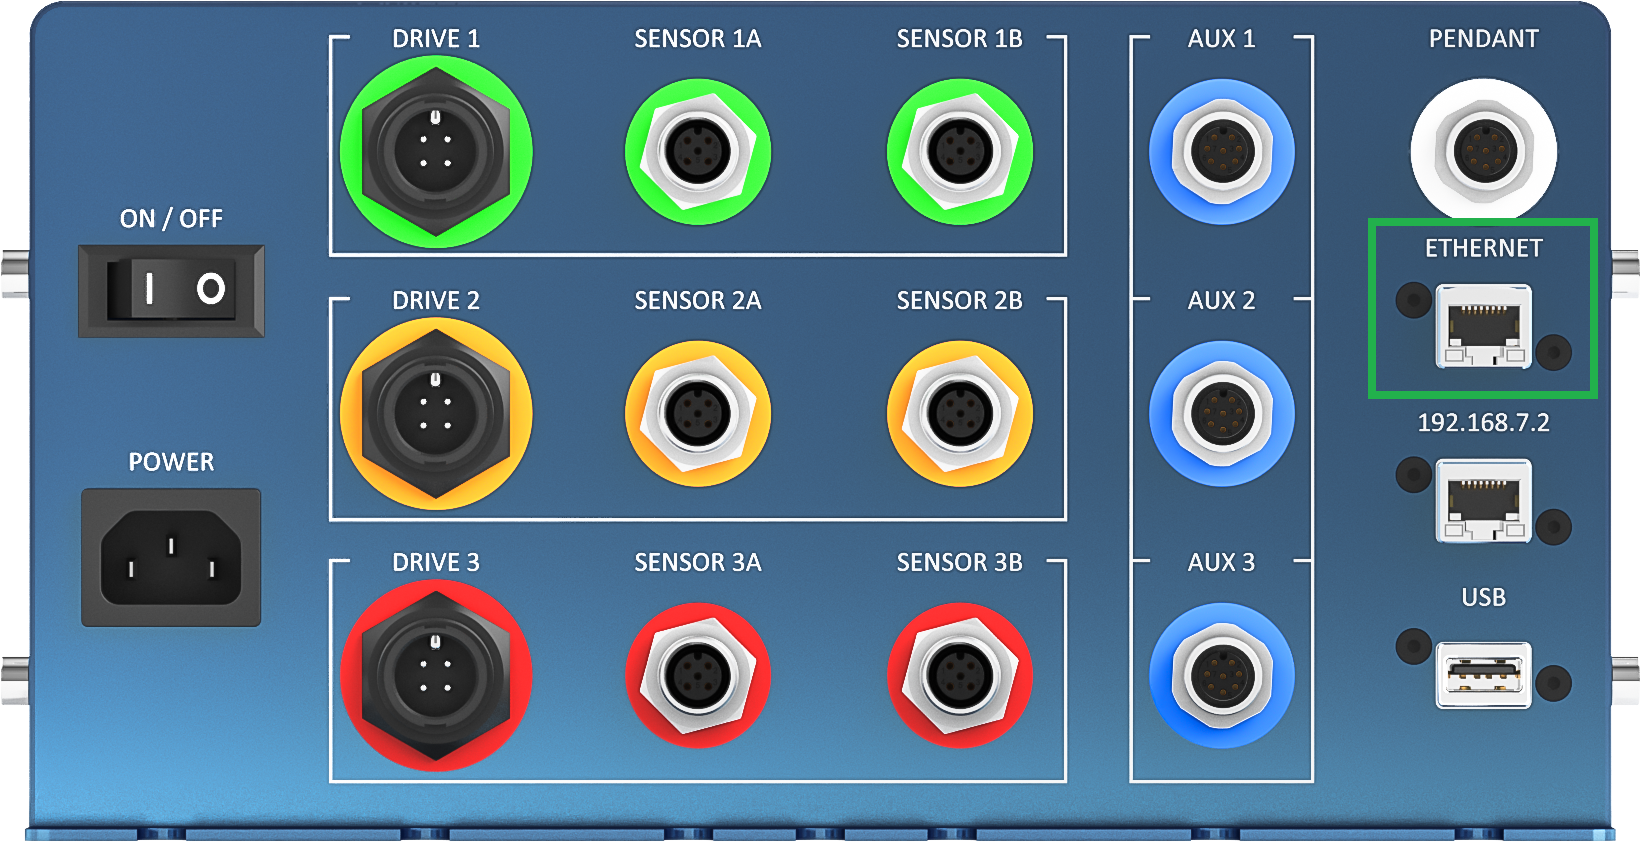 DRIVE 1 SENSOR 1A SENSOR 1B AUX 1 PENDANT
ON / OFF
I O
ETHERNET
DRIVE 2 SENSOR 2A SENSOR 2B AUX 2
192.168.7.2
POWER
DRIVE 3 SENSOR 3A SENSOR 3B AUX 3
USB